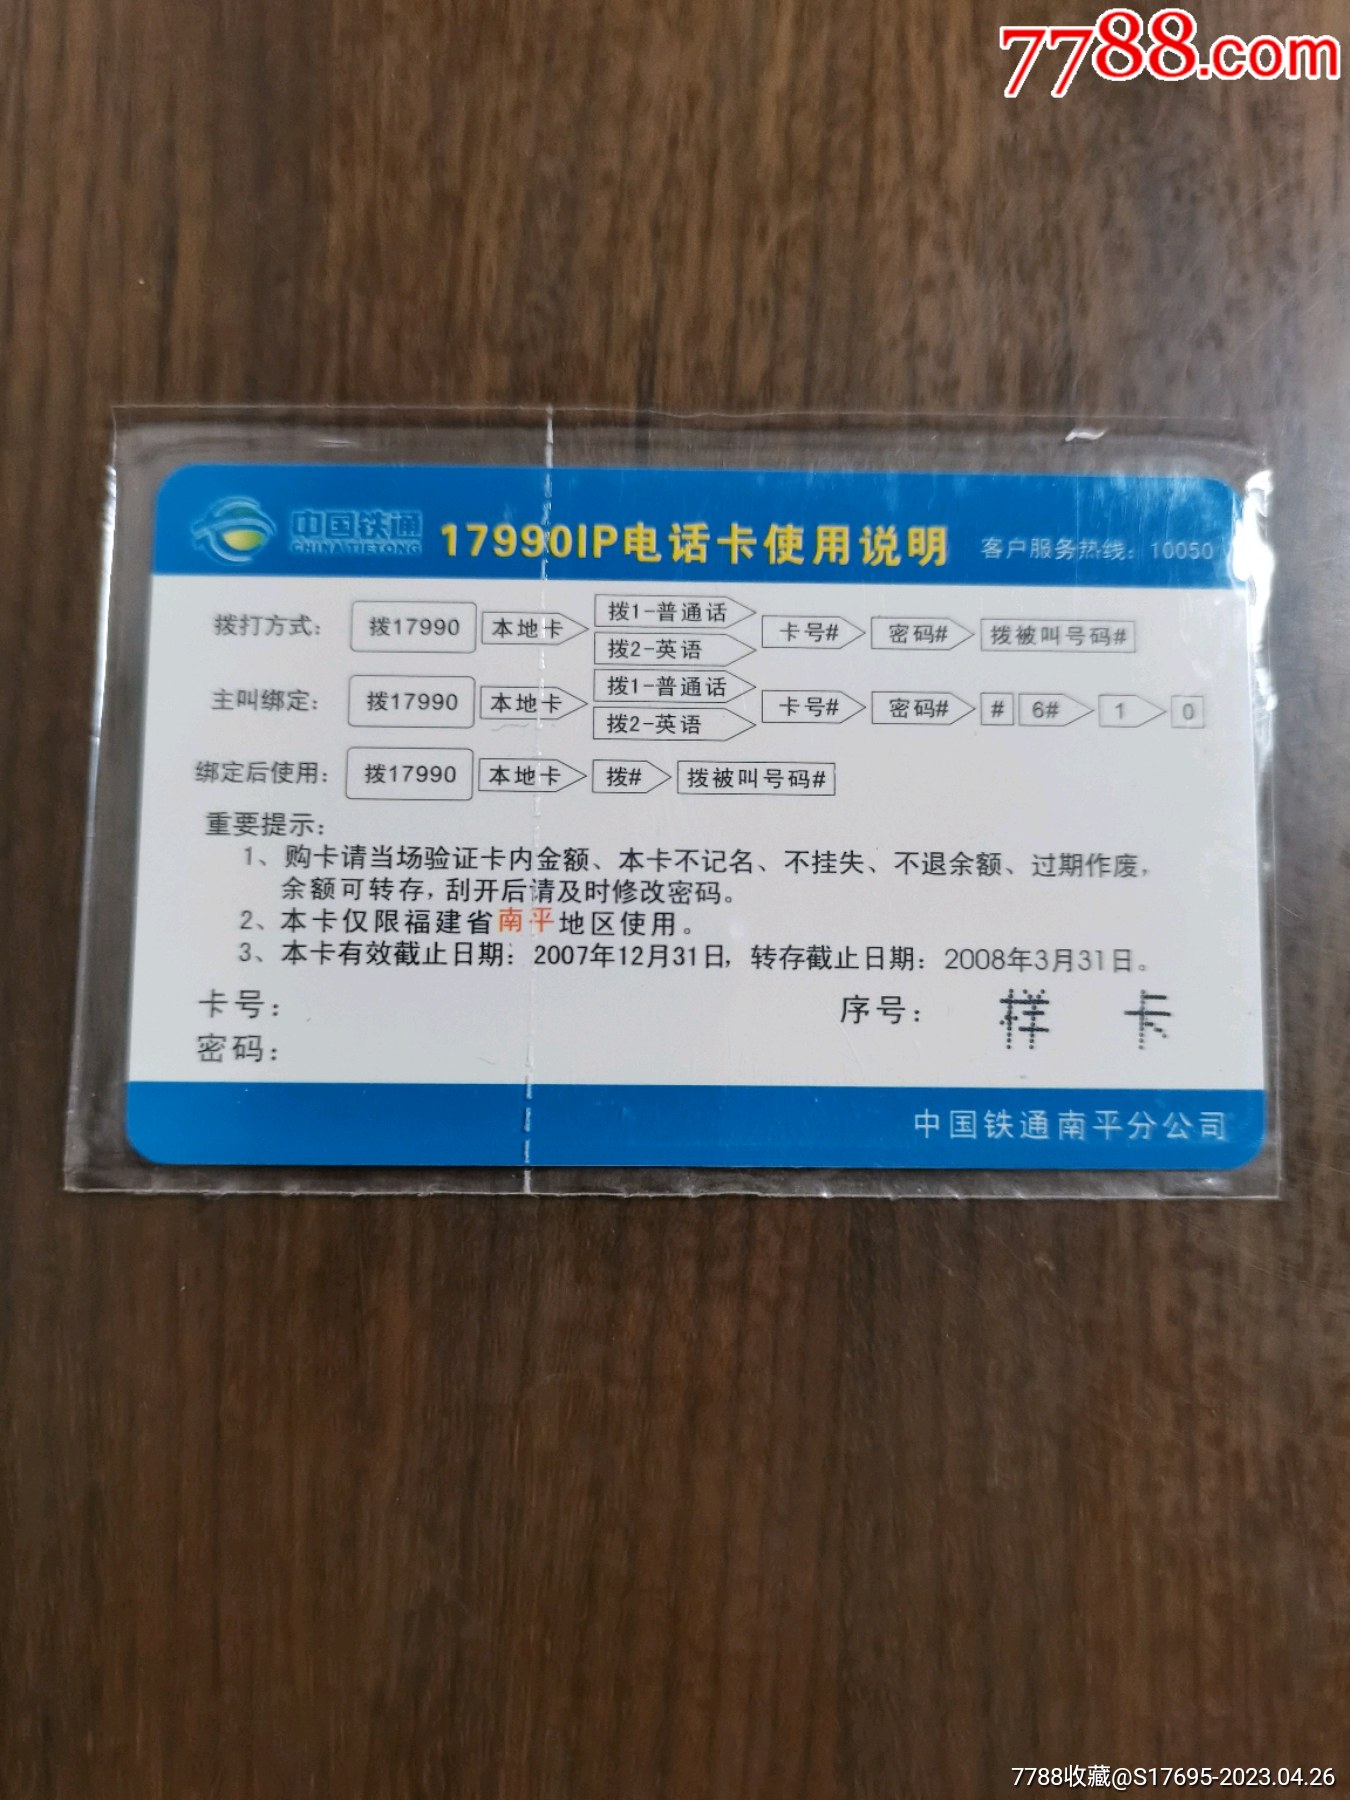 7788.com
中国铁通
CHINA TIETONG
17990IP电话卡使用说明
客户服务热线：10050
拨打方式： 拨17990 本地卡 拨1-普通话 拨2-英语 卡号# 密码# 拨被叫号码#
主叫绑定： 拨17990 本地卡 拨1-普通话 拨2-英语 卡号# 密码# # 6# 1 0
绑定后使用： 拨17990 本地卡 拨# 拨被叫号码#
重要提示：
1、购卡请当场验证卡内金额、本卡不记名、不挂失、不退余额、过期作废，
余额可转存，刮开后请及时修改密码。
2、本卡仅限福建省南平地区使用。
3、本卡有效截止日期：2007年12月31日，转存截止日期：2008年3月31日。
卡号：
序号： 样 卡
密码：
中国铁通南平分公司
7788收藏@S17695-2023.04.26